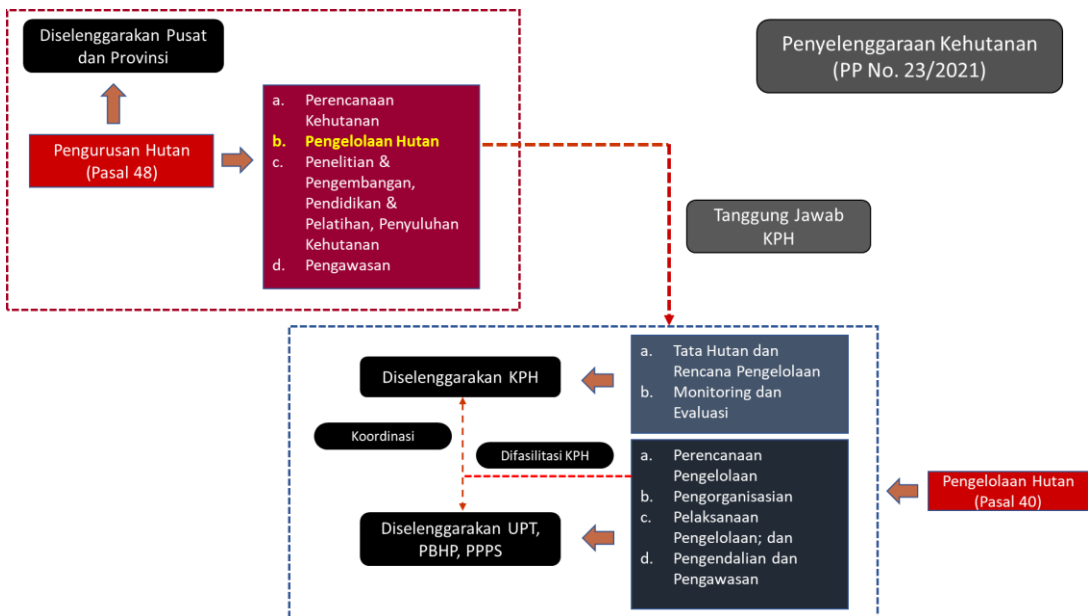 Diselenggarakan Pusat
dan Provinsi
Penyelenggaraan Kehutanan
(PP No. 23/2021)
Pengurusan Hutan
(Pasal 48)
a. Perencanaan
Kehutanan
b. Pengelolaan Hutan
c. Penelitian &
Pengembangan,
Pendidikan &
Pelatihan, Penyuluhan
Kehutanan
d. Pengawasan
Tanggung Jawab
KPH
Diselenggarakan KPH
a. Tata Hutan dan
Rencana Pengelolaan
b. Monitoring dan
Evaluasi
Koordinasi
Difasilitasi KPH
Diselenggarakan UPT,
PBHP, PPPS
a. Perencanaan
Pengelolaan
b. Pengorganisasian
c. Pelaksanaan
Pengelolaan; dan
d. Pengendalian dan
Pengawasan
Pengelolaan Hutan
(Pasal 40)